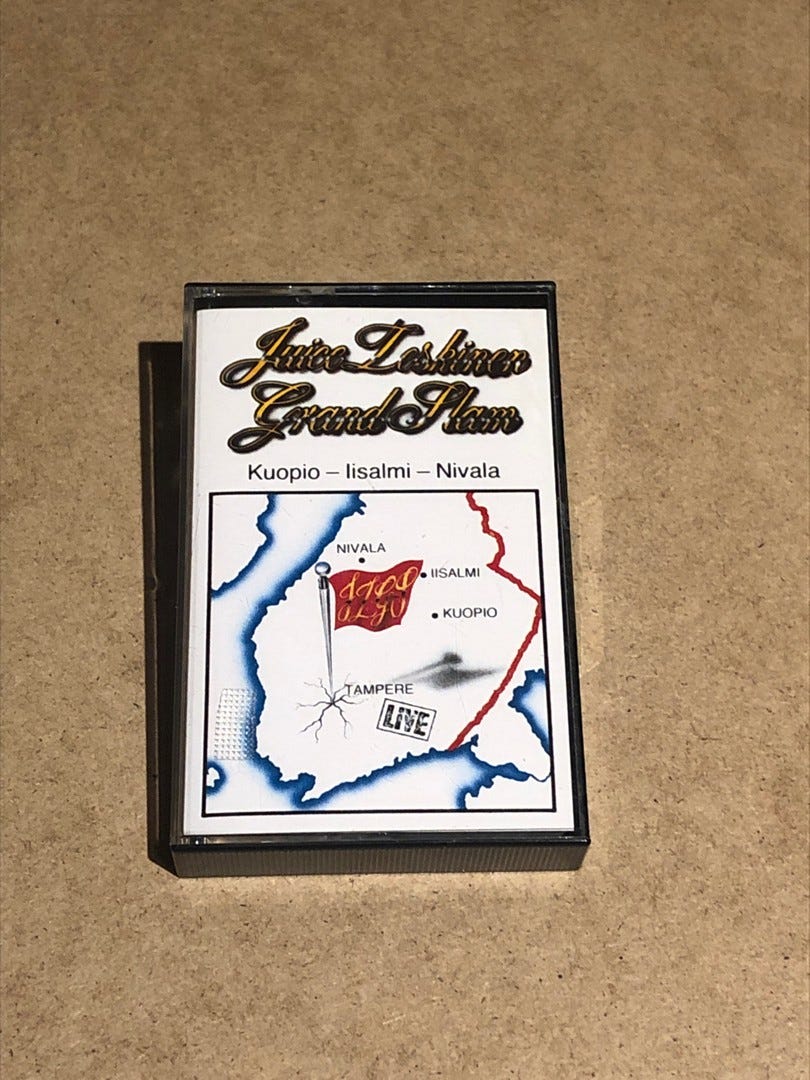 Juice Leskinen
Grand Slam
Kuopio – Iisalmi – Nivala
NIVALA
IISALMI
KUOPIO
TAMPERE
LIVE